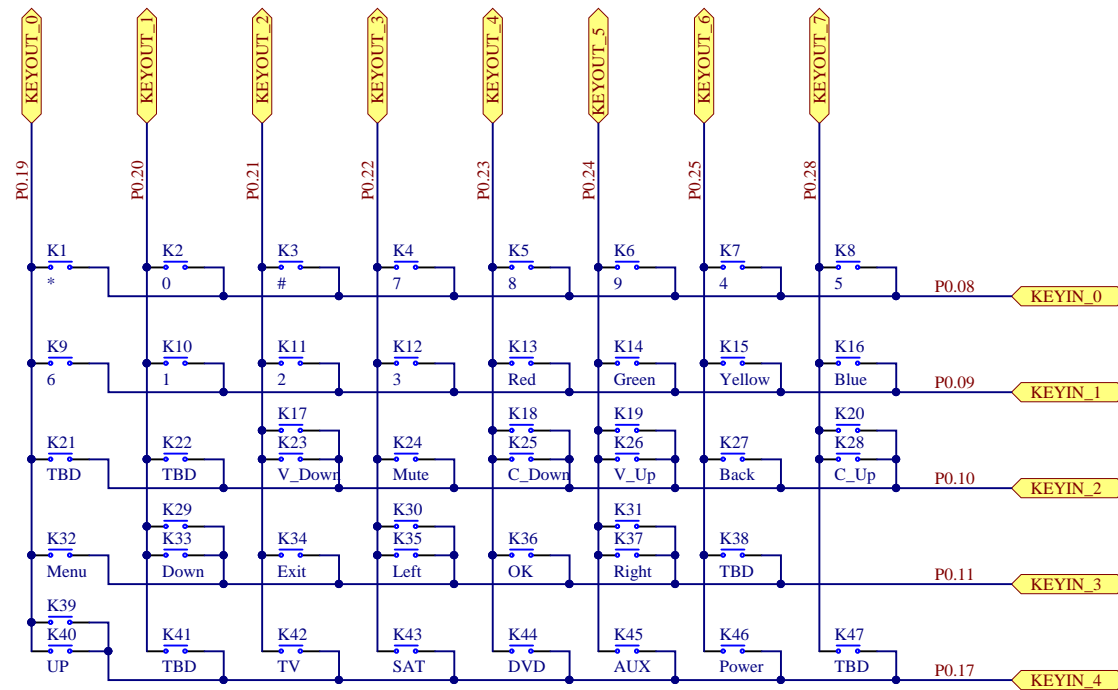 KEYOUT_0 KEYOUT_1 KEYOUT_2 KEYOUT_3 KEYOUT_4 KEYOUT_5 KEYOUT_6 KEYOUT_7
P0.19 P0.20 P0.21 P0.22 P0.23 P0.24 P0.25 P0.28
K1 K2 K3 K4 K5 K6 K7 K8
* 0 # 7 8 9 4 5
P0.08 KEYIN_0
K9 K10 K11 K12 K13 K14 K15 K16
6 1 2 3 Red Green Yellow Blue
P0.09 KEYIN_1
K17 K18 K19 K20
K21 K22 K23 K24 K25 K26 K27 K28
TBD TBD V_Down Mute C_Down V_Up Back C_Up
P0.10 KEYIN_2
K29 K30 K31
K32 K33 K34 K35 K36 K37 K38
Menu Down Exit Left OK Right TBD
P0.11 KEYIN_3
K39
K40 K41 K42 K43 K44 K45 K46 K47
UP TBD TV SAT DVD AUX Power TBD
P0.17 KEYIN_4